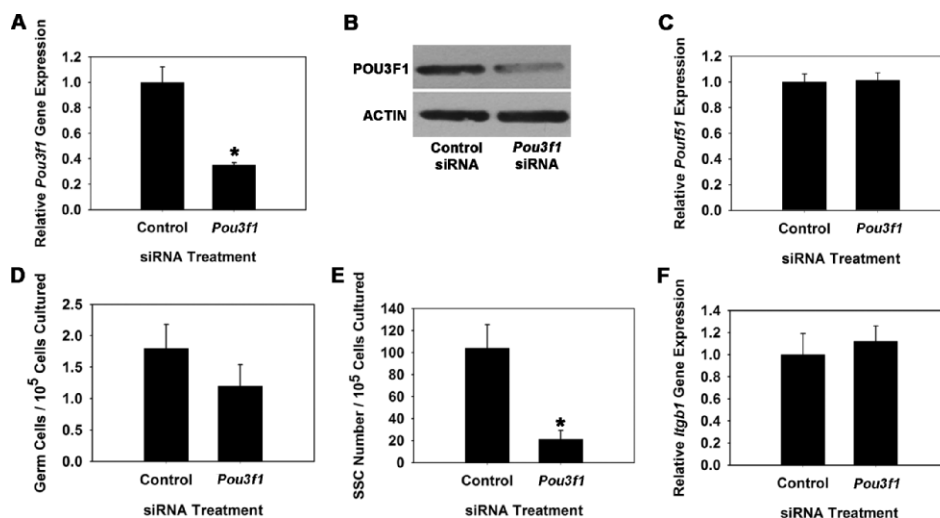 A
Relative Pou3f1 Gene Expression
1.2
1.0
0.8
0.6
0.4
0.2
0.0
*
Control
Pou3f1
siRNA Treatment
B
POU3F1
ACTIN
Control
siRNA
Pou3f1
siRNA
C
Relative Pouf51 Expression
1.2
1.0
0.8
0.6
0.4
0.2
0.0
Control
Pou3f1
siRNA Treatment
D
Germ Cells / 10⁵ Cells Cultured
2.5
2.0
1.5
1.0
0.5
0.0
Control
Pou3f1
siRNA Treatment
E
SSC Number / 10⁵ Cells Cultured
140
120
100
80
60
40
20
0
*
Control
Pou3f1
siRNA Treatment
F
Relative Itgb1 Gene Expression
1.4
1.2
1.0
0.8
0.6
0.4
0.2
0.0
Control
Pou3f1
siRNA Treatment